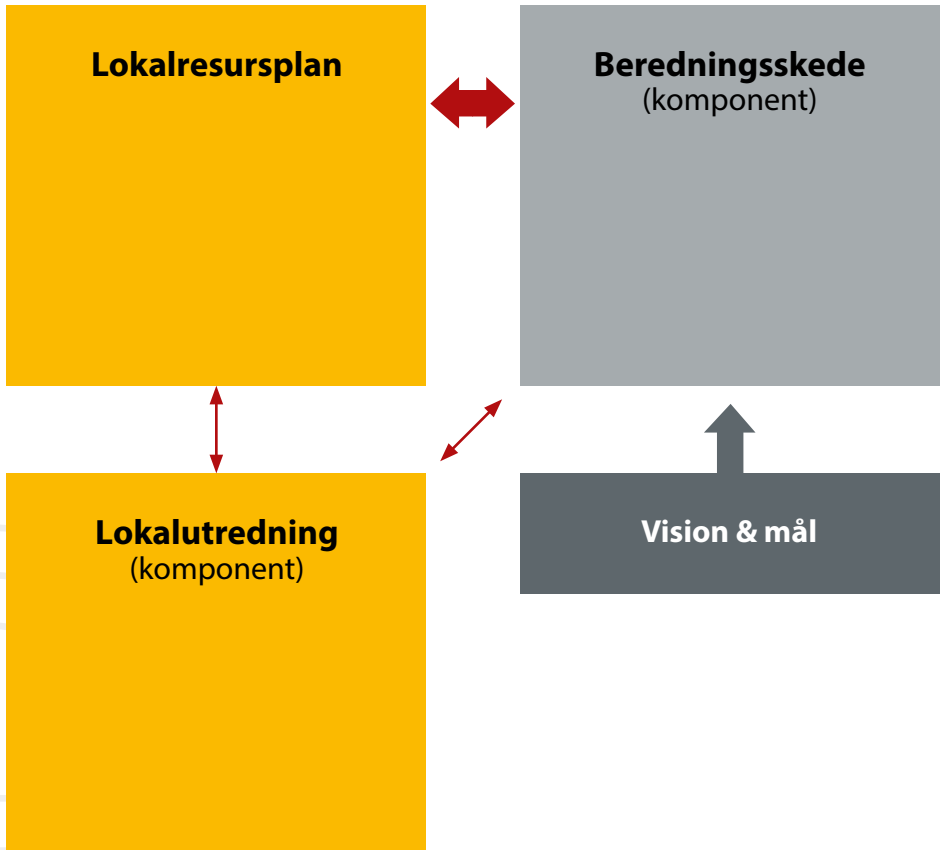 Lokalresursplan
Beredningsskede
(komponent)
Lokalutredning
(komponent)
Vision & mål